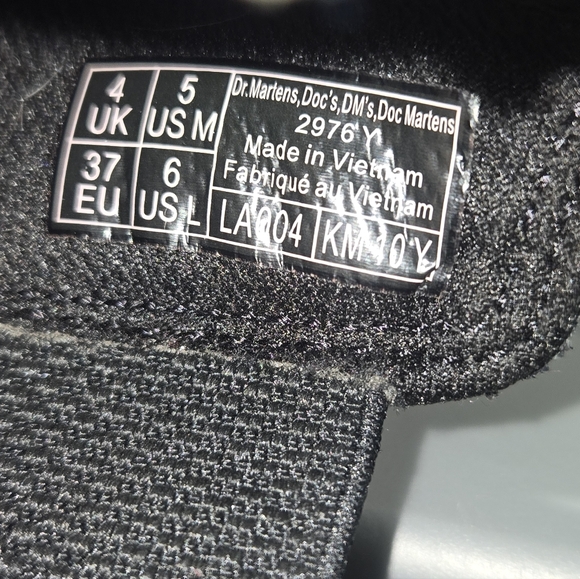 4
UK
5
US M
37
EU
6
US L
Dr.Martens,Doc's,DM's,Doc Martens
2976 Y
Made in Vietnam
Fabriqué au Vietnam
LA004
KM 10 Y